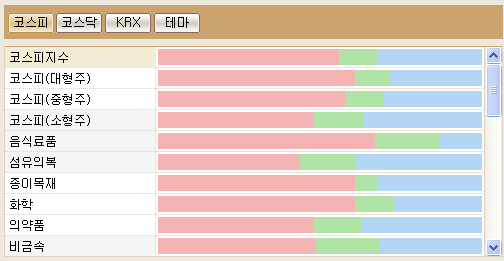 코스피 코스닥 KRX 테마
코스피지수
코스피(대형주)
코스피(중형주)
코스피(소형주)
음식료품
섬유의복
종이목재
화학
의약품
비금속